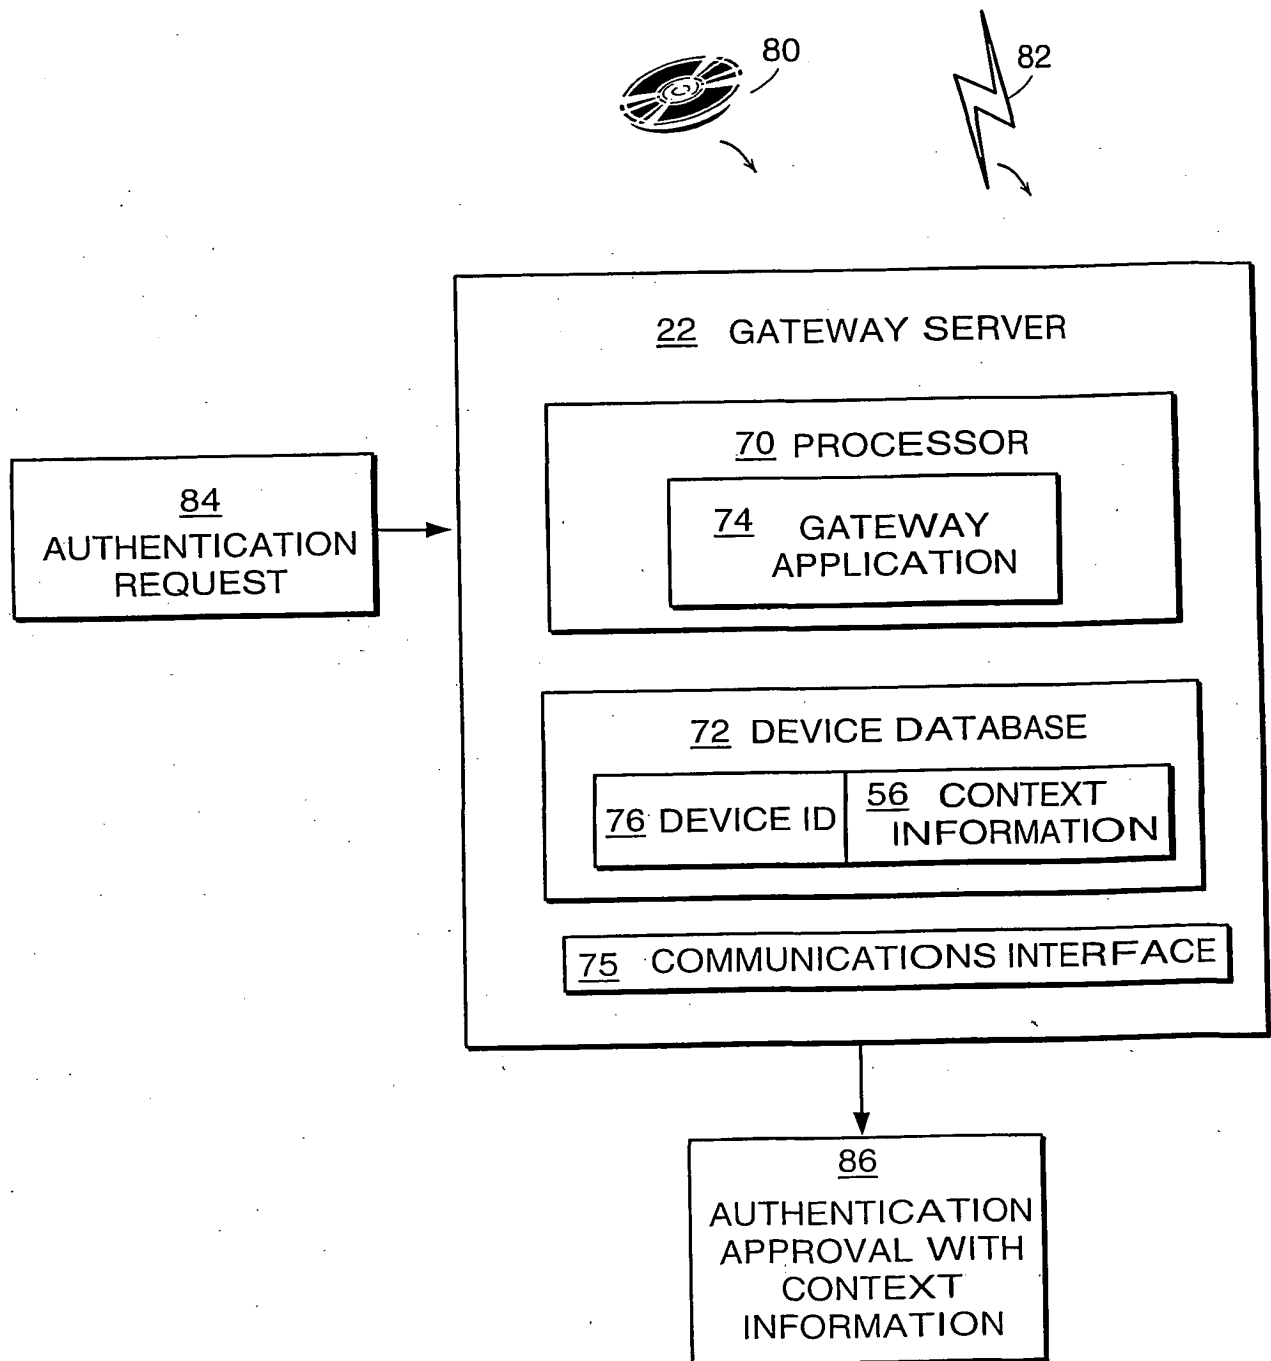 80
82
22 GATEWAY SERVER
70 PROCESSOR
74 GATEWAY
APPLICATION
84
AUTHENTICATION
REQUEST
72 DEVICE DATABASE
76 DEVICE ID
56 CONTEXT
INFORMATION
75 COMMUNICATIONS INTERFACE
86
AUTHENTICATION
APPROVAL WITH
CONTEXT
INFORMATION